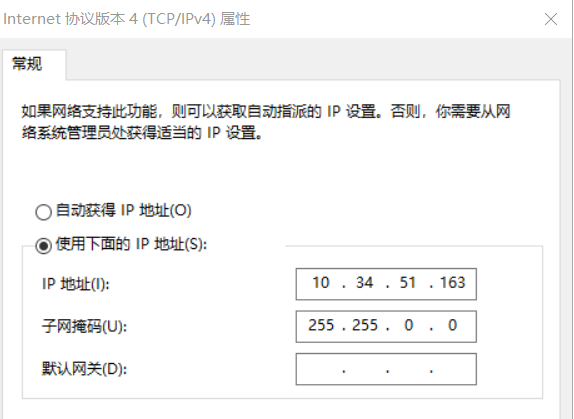 Internet 协议版本 4 (TCP/IPv4) 属性
常规
如果网络支持此功能，则可以获取自动指派的 IP 设置。否则，你需要从网
络系统管理员处获得适当的 IP 设置。
自动获得 IP 地址(O)
使用下面的 IP 地址(S):
IP 地址(I): 10 . 34 . 51 . 163
子网掩码(U): 255 . 255 . 0 . 0
默认网关(D): . . .